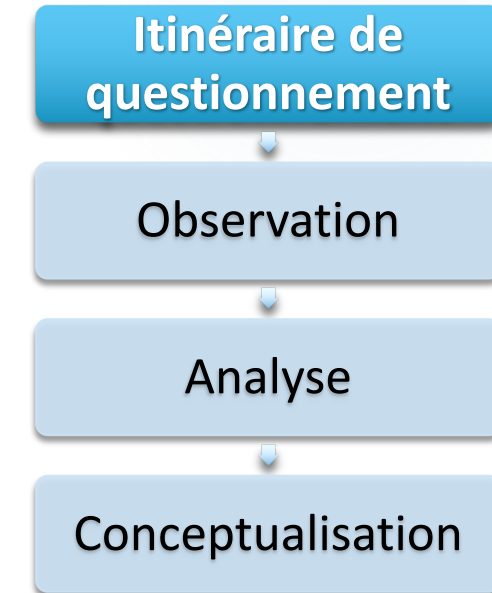 Itinéraire de
questionnement
Observation
Analyse
Conceptualisation